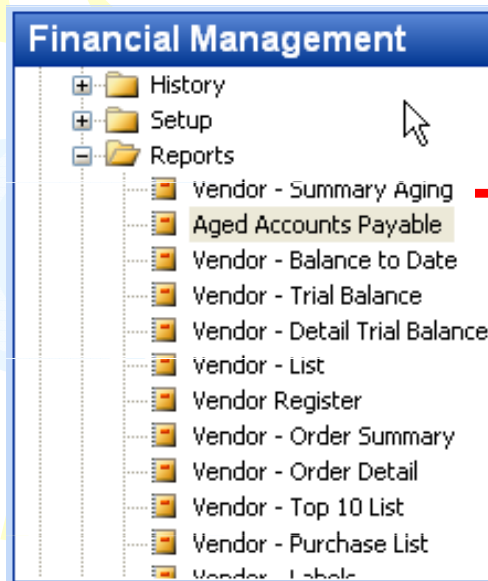 Financial Management
History
Setup
Reports
Vendor - Summary Aging
Aged Accounts Payable
Vendor - Balance to Date
Vendor - Trial Balance
Vendor - Detail Trial Balance
Vendor - List
Vendor Register
Vendor - Order Summary
Vendor - Order Detail
Vendor - Top 10 List
Vendor - Purchase List
Vendor - Labels